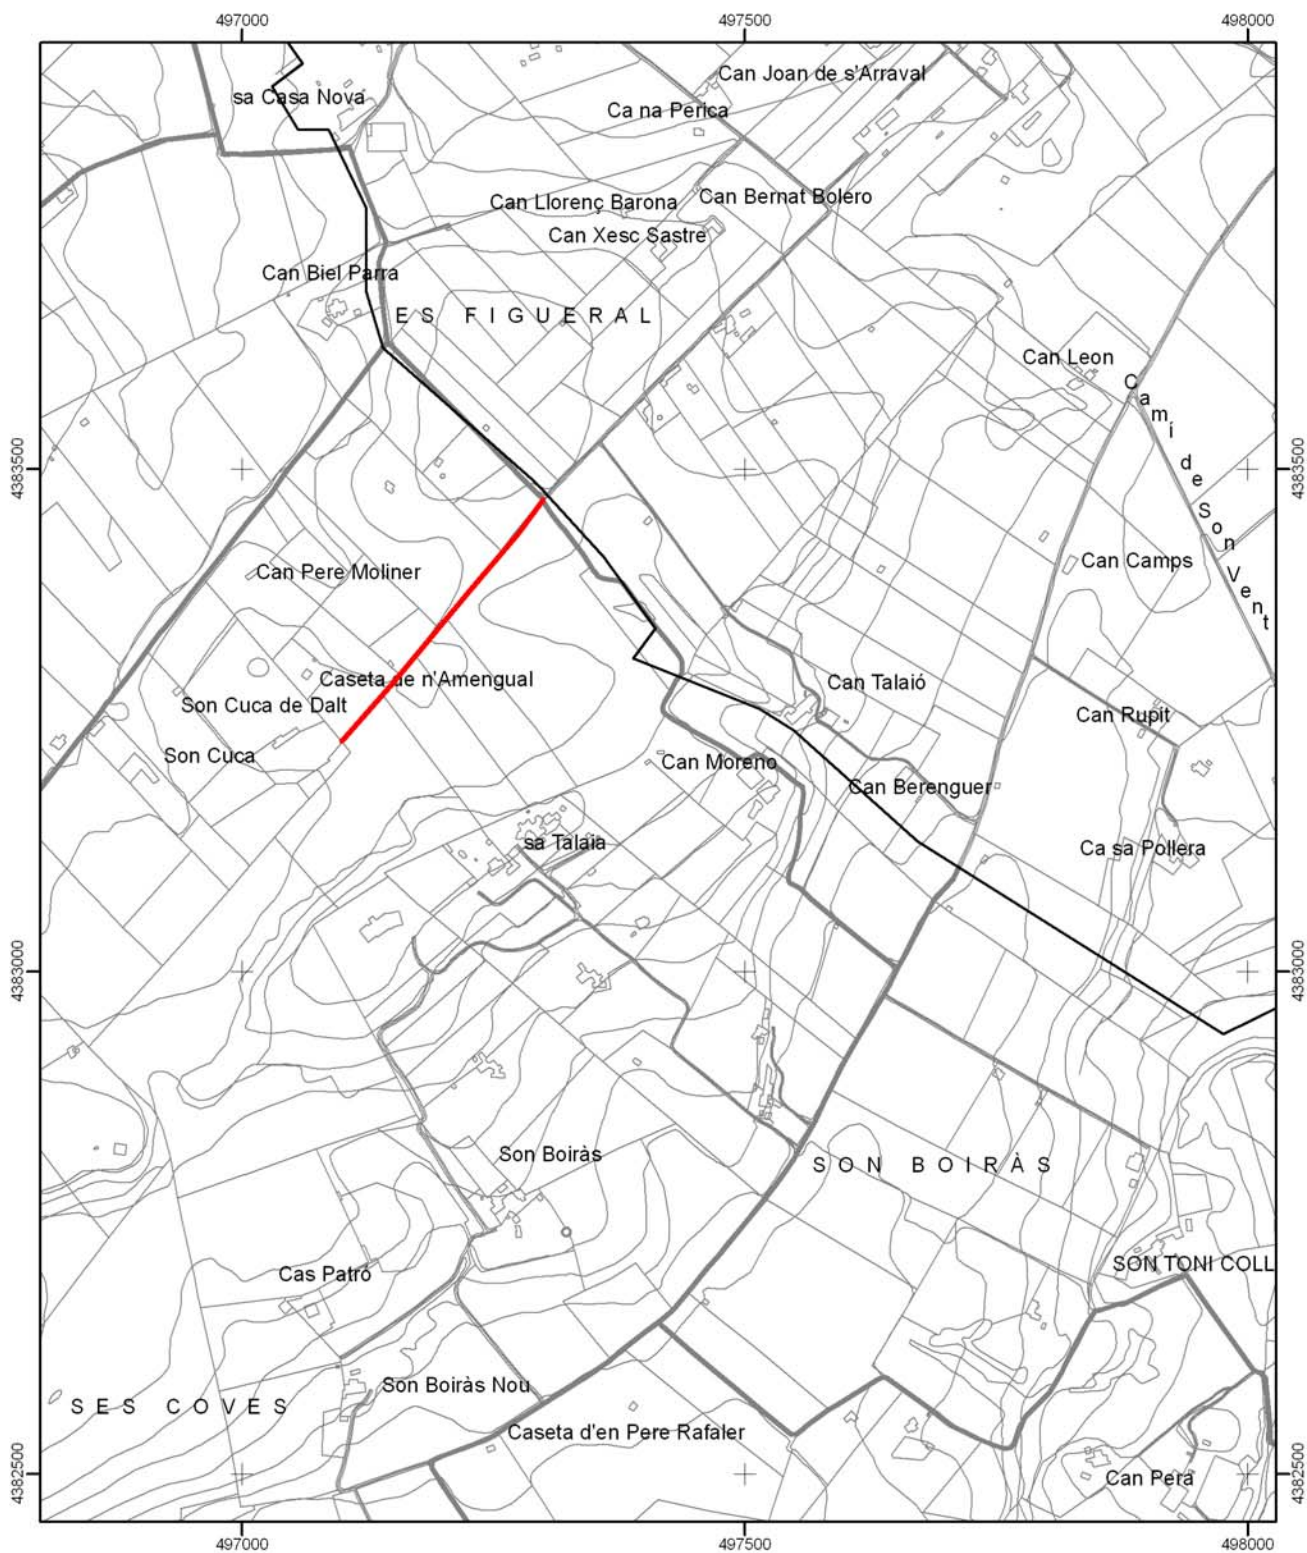 497000
497500
498000
Can Joan de s'Arraval
sa Casa Nova
Ca na Perica
Can Bernat Bolero
Can Llorenç Barona
Can Xesc Sastre
Can Biel Parra
ES FIGUERAL
Can Leon
Camí de Son Vent
4383500
4383500
Can Camps
Can Pere Moliner
Caseta de n'Amengual
Can Talaió
Son Cuca de Dalt
Can Rupit
Son Cuca
Can Moreno
Can Berenguer
sa Talaia
Ca sa Pollera
4383000
4383000
Son Boiràs
SON BOIRÀS
SON TONI COLL
Cas Patró
Son Boiràs Nou
SES COVES
Caseta d'en Pere Rafaler
Can Pera
4382500
4382500
497000
497500
498000